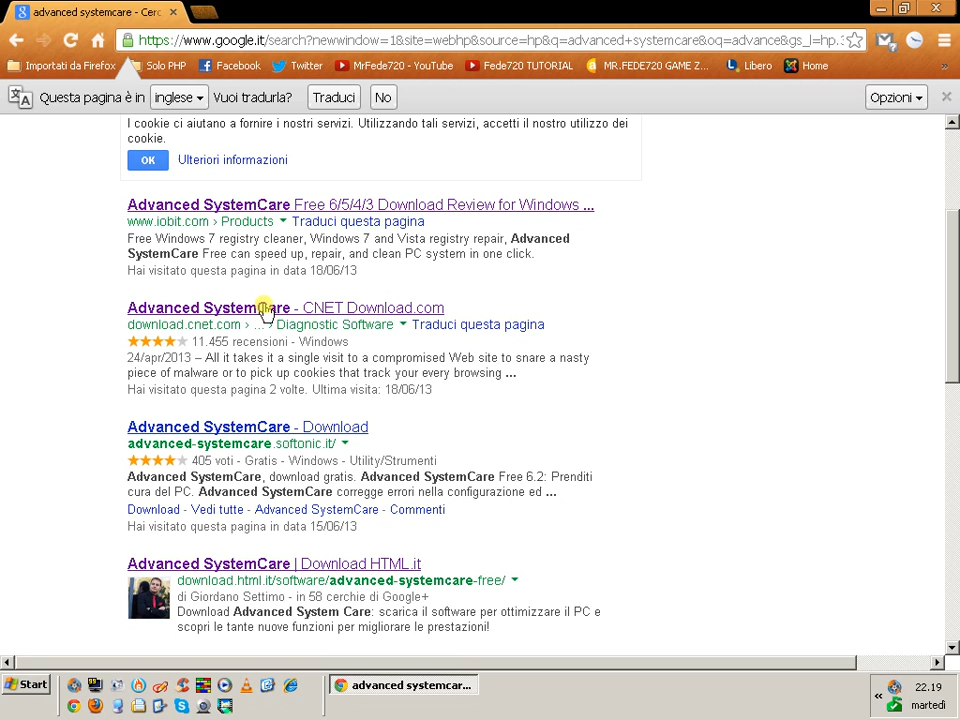 advanced systemcare - Cerc
https://www.google.it/search?newwindow=1&site=webhp&source=hp&q=advanced+systemcare&oq=advance&gs_l=hp.
Importati da Firefox Solo PHP Facebook Twitter MrFede720 - YouTube Fede720 TUTORIAL MR.FEDE720 GAME Z... Libero Home »
Questa pagina è in inglese Vuoi tradurla? Traduci No Opzioni
I cookie ci aiutano a fornire i nostri servizi. Utilizzando tali servizi, accetti il nostro utilizzo dei
cookie.
OK Ulteriori informazioni
Advanced SystemCare Free 6/5/4/3 Download Review for Windows ...
www.iobit.com › Products Traduci questa pagina
Free Windows 7 registry cleaner, Windows 7 and Vista registry repair, Advanced
SystemCare Free can speed up, repair, and clean PC system in one click.
Hai visitato questa pagina in data 18/06/13
Advanced SystemCare - CNET Download.com
download.cnet.com › ... › Diagnostic Software Traduci questa pagina
11.455 recensioni - Windows
24/apr/2013 – All it takes it a single visit to a compromised Web site to snare a nasty
piece of malware or to pick up cookies that track your every browsing ...
Hai visitato questa pagina 2 volte. Ultima visita: 18/06/13
Advanced SystemCare - Download
advanced-systemcare.softonic.it/
405 voti - Gratis - Windows - Utility/Strumenti
Advanced SystemCare, download gratis. Advanced SystemCare Free 6.2: Prenditi
cura del PC. Advanced SystemCare corregge errori nella configurazione ed ...
Download - Vedi tutte - Advanced SystemCare - Commenti
Hai visitato questa pagina in data 15/06/13
Advanced SystemCare | Download HTML.it
download.html.it/software/advanced-systemcare-free/
di Giordano Settimo - in 58 cerchie di Google+
Download Advanced System Care: scarica il software per ottimizzare il PC e
scopri le tante nuove funzioni per migliorare le prestazioni!
Start advanced systemcar... « 22.19
martedì